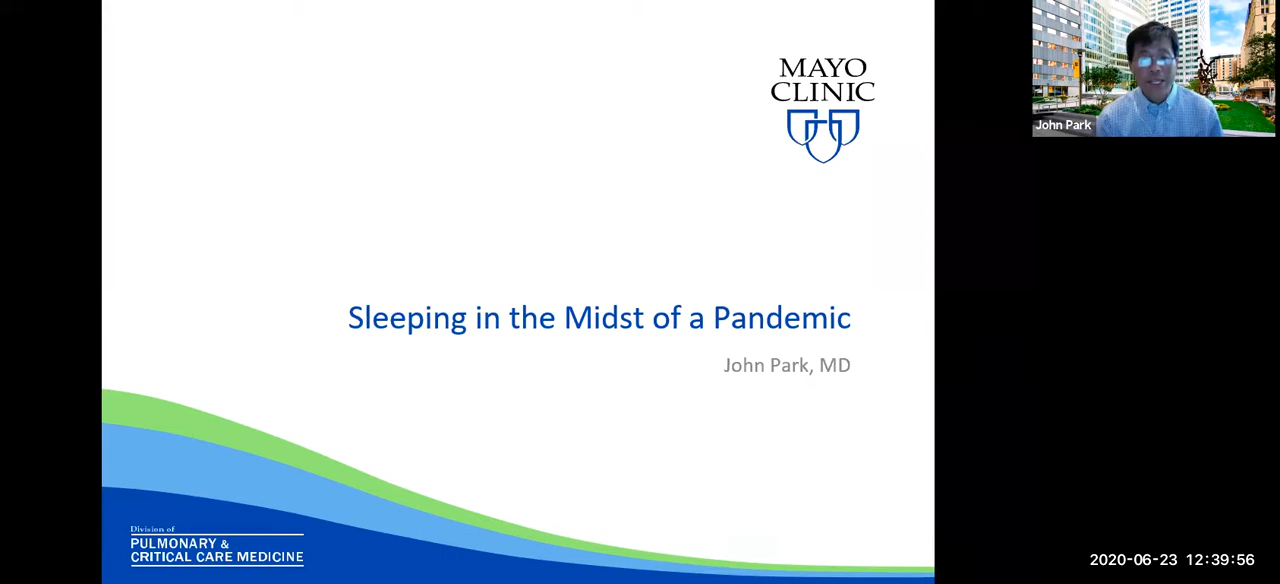 MAYO
CLINIC
John Park
Sleeping in the Midst of a Pandemic
John Park, MD
Division of
PULMONARY &
CRITICAL CARE MEDICINE
2020-06-23 12:39:56